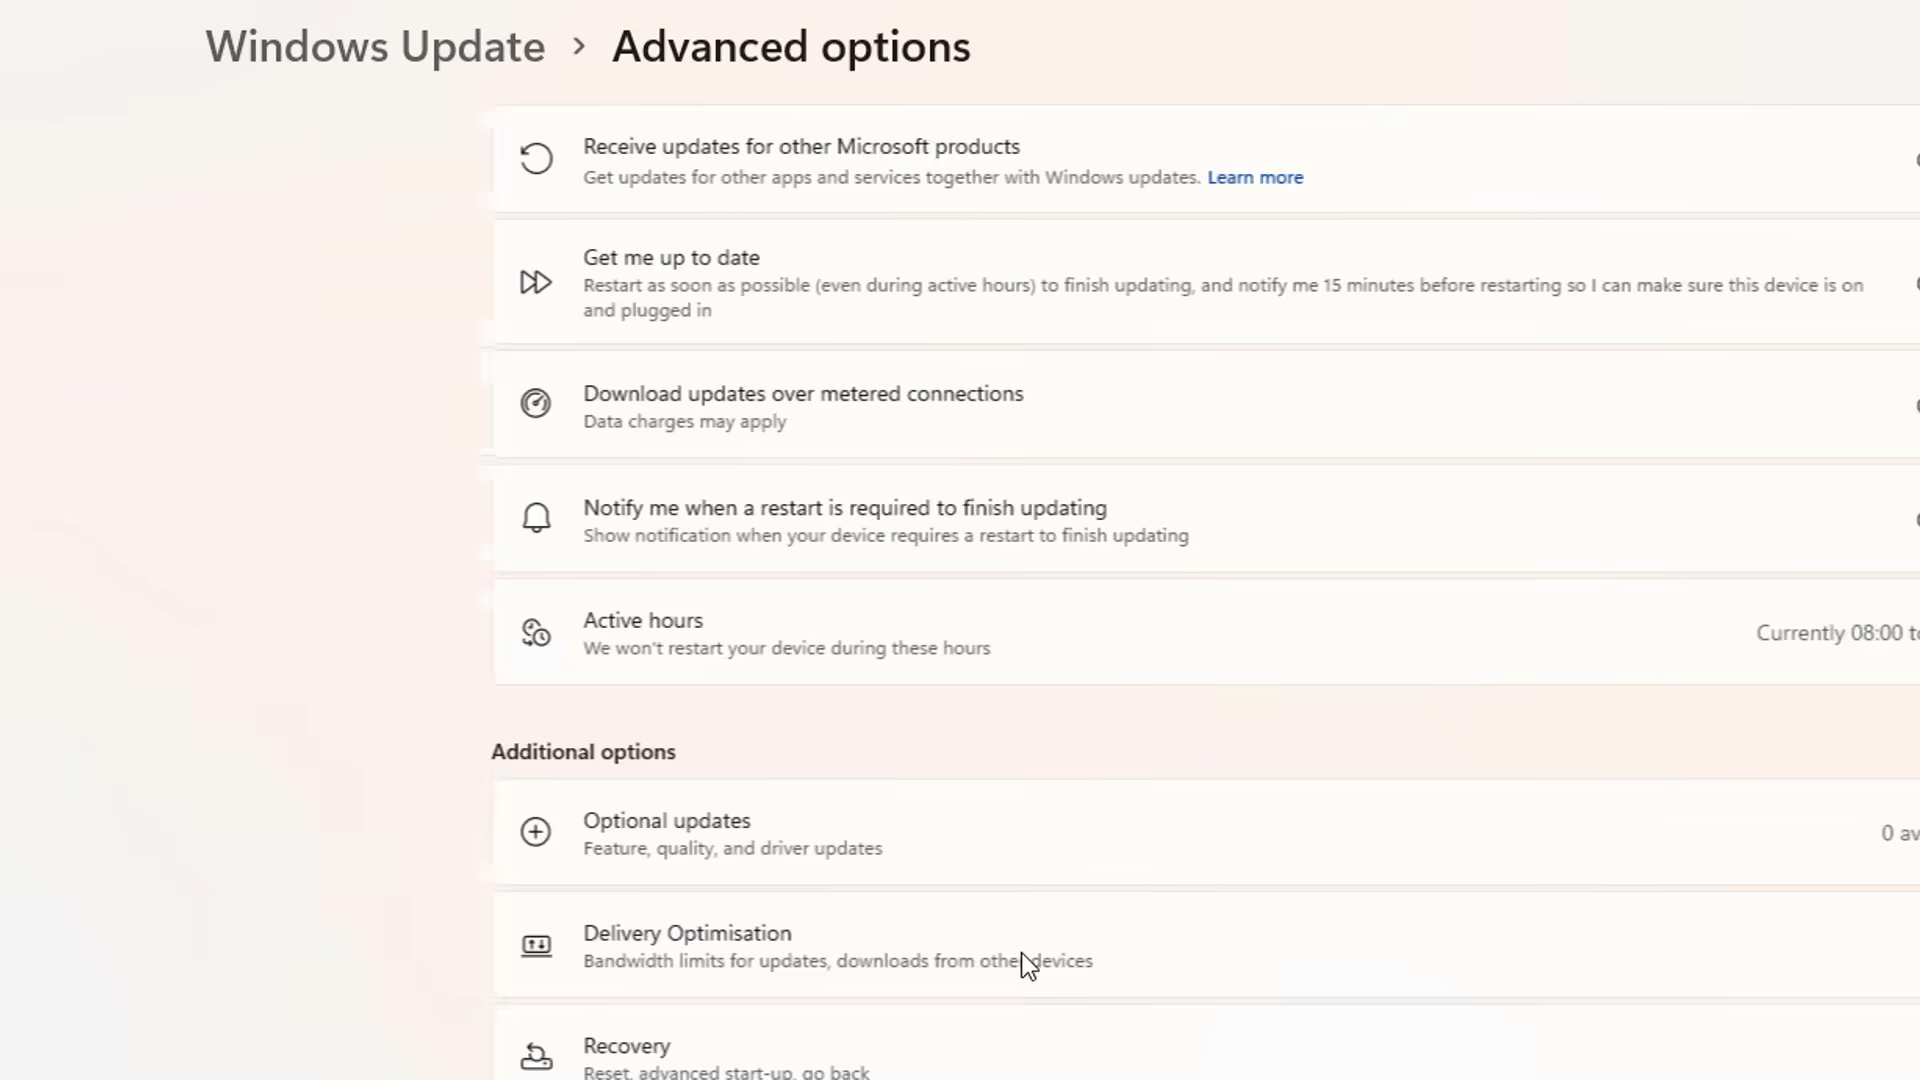 Windows Update > Advanced options
Receive updates for other Microsoft products
Get updates for other apps and services together with Windows updates. Learn more
Get me up to date
Restart as soon as possible (even during active hours) to finish updating, and notify me 15 minutes before restarting so I can make sure this device is on
and plugged in
Download updates over metered connections
Data charges may apply
Notify me when a restart is required to finish updating
Show notification when your device requires a restart to finish updating
Active hours
We won't restart your device during these hours
Currently 08:00
Additional options
Optional updates
Feature, quality, and driver updates
0
Delivery Optimisation
Bandwidth limits for updates, downloads from other devices
Recovery
Reset, advanced start-up, go back